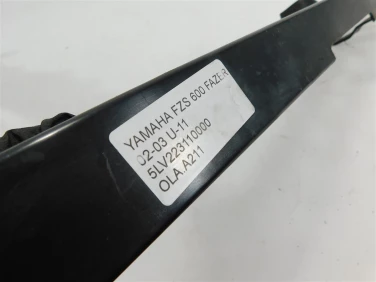 YAMAHA FZS 600 FAZER
02-03 U-11
5LV223110000
OLA.A211